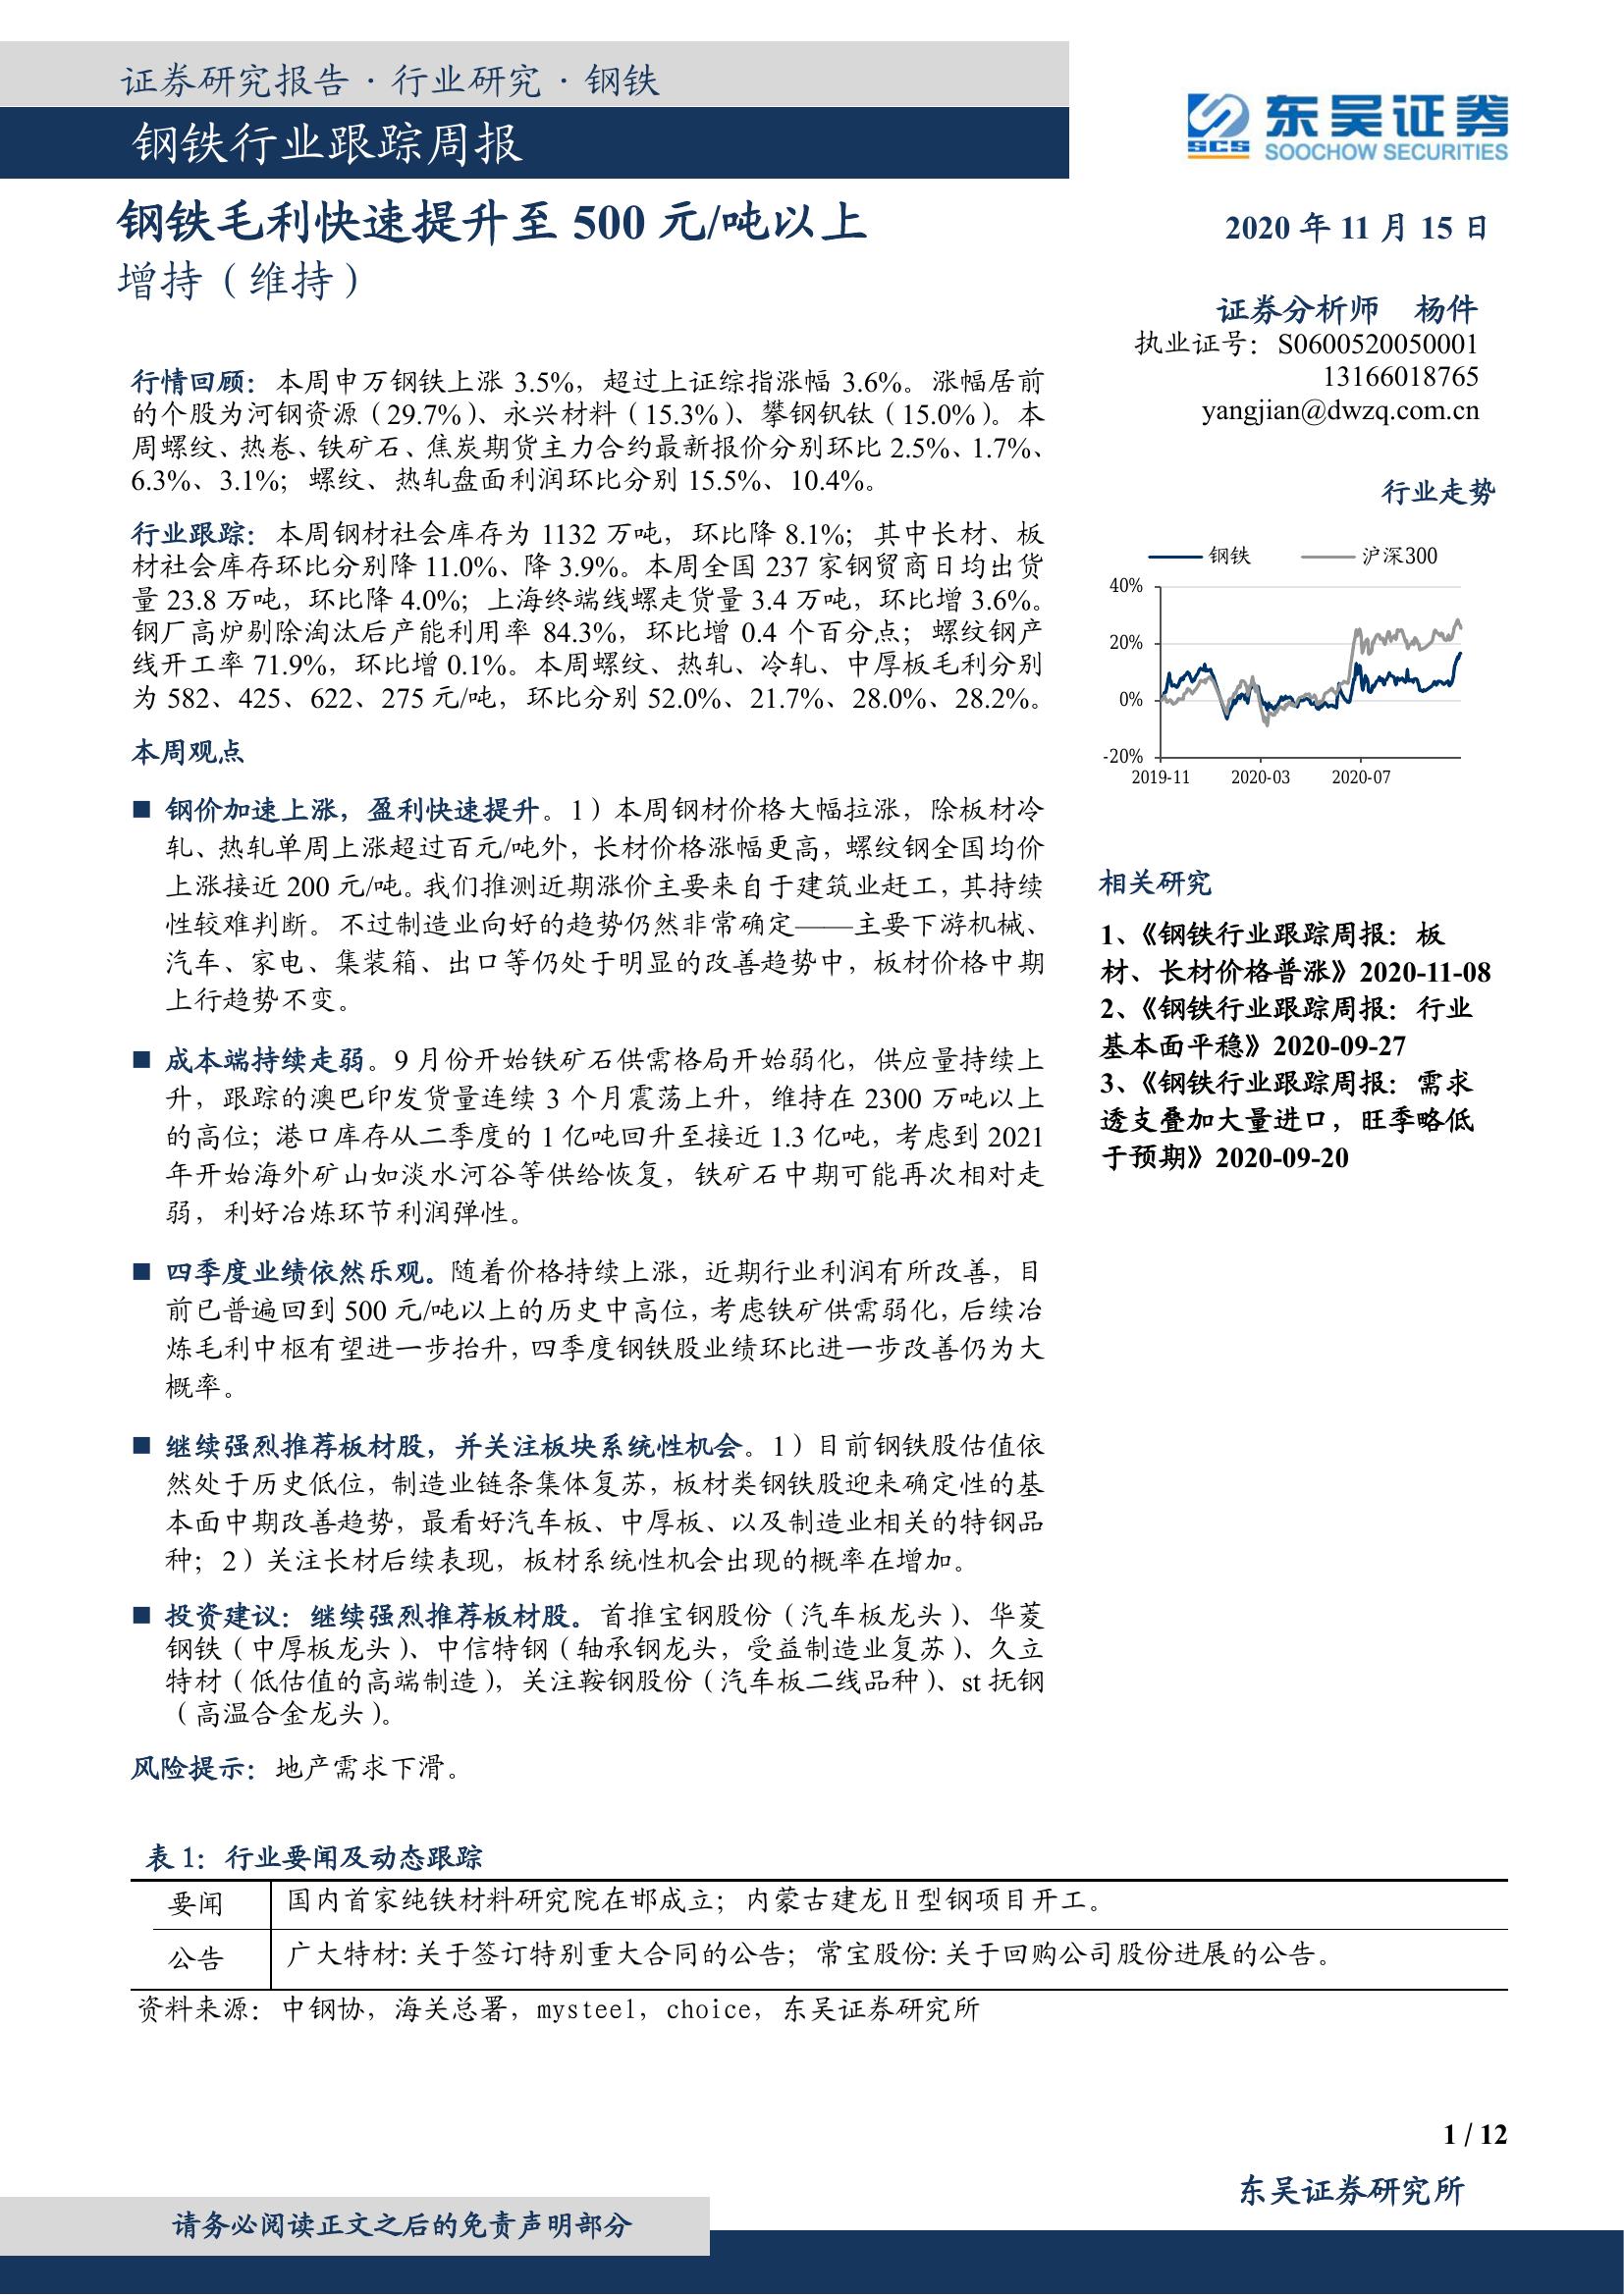 证券研究报告 · 行业研究 · 钢铁
钢铁行业跟踪周报
东吴证券
SCS
SOOCHOW SECURITIES
钢铁毛利快速提升至 500 元/吨以上
增持（维持）
2020 年 11 月 15 日
证券分析师 杨件
执业证号：S0600520050001
13166018765
yangjian@dwzq.com.cn
行情回顾：本周申万钢铁上涨 3.5%，超过上证综指涨幅 3.6%。涨幅居前
的个股为河钢资源（29.7%）、永兴材料（15.3%）、攀钢钒钛（15.0%）。本
周螺纹、热卷、铁矿石、焦炭期货主力合约最新报价分别环比 2.5%、1.7%、
6.3%、3.1%；螺纹、热轧盘面利润环比分别 15.5%、10.4%。
行业跟踪：本周钢材社会库存为 1132 万吨，环比降 8.1%；其中长材、板
材社会库存环比分别降 11.0%、降 3.9%。本周全国 237 家钢贸商日均出货
量 23.8 万吨，环比降 4.0%；上海终端线螺走货量 3.4 万吨，环比增 3.6%。
钢厂高炉剔除淘汰后产能利用率 84.3%，环比增 0.4 个百分点；螺纹钢产
线开工率 71.9%，环比增 0.1%。本周螺纹、热轧、冷轧、中厚板毛利分别
为 582、425、622、275 元/吨，环比分别 52.0%、21.7%、28.0%、28.2%。
本周观点
■ 钢价加速上涨，盈利快速提升。1）本周钢材价格大幅拉涨，除板材冷
轧、热轧单周上涨超过百元/吨外，长材价格涨幅更高，螺纹钢全国均价
上涨接近 200 元/吨。我们推测近期涨价主要来自于建筑业赶工，其持续
性较难判断。不过制造业向好的趋势仍然非常确定——主要下游机械、
汽车、家电、集装箱、出口等仍处于明显的改善趋势中，板材价格中期
上行趋势不变。
■ 成本端持续走弱。9 月份开始铁矿石供需格局开始弱化，供应量持续上
升，跟踪的澳巴印发货量连续 3 个月震荡上升，维持在 2300 万吨以上
的高位；港口库存从二季度的 1 亿吨回升至接近 1.3 亿吨，考虑到 2021
年开始海外矿山如淡水河谷等供给恢复，铁矿石中期可能再次相对走
弱，利好冶炼环节利润弹性。
■ 四季度业绩依然乐观。随着价格持续上涨，近期行业利润有所改善，目
前已普遍回到 500 元/吨以上的历史中高位，考虑铁矿供需弱化，后续冶
炼毛利中枢有望进一步抬升，四季度钢铁股业绩环比进一步改善仍为大
概率。
■ 继续强烈推荐板材股，并关注板块系统性机会。1）目前钢铁股估值依
然处于历史低位，制造业链条集体复苏，板材类钢铁股迎来确定性的基
本面中期改善趋势，最看好汽车板、中厚板、以及制造业相关的特钢品
种；2）关注长材后续表现，板材系统性机会出现的概率在增加。
■ 投资建议：继续强烈推荐板材股。首推宝钢股份（汽车板龙头）、华菱
钢铁（中厚板龙头）、中信特钢（轴承钢龙头，受益制造业复苏）、久立
特材（低估值的高端制造），关注鞍钢股份（汽车板二线品种）、st 抚钢
（高温合金龙头）。
风险提示：地产需求下滑。
行业走势
钢铁 沪深300
40%
20%
0%
-20%
2019-11 2020-03 2020-07
相关研究
1、《钢铁行业跟踪周报：板
材、长材价格普涨》2020-11-08
2、《钢铁行业跟踪周报：行业
基本面平稳》2020-09-27
3、《钢铁行业跟踪周报：需求
透支叠加大量进口，旺季略低
于预期》2020-09-20
表 1：行业要闻及动态跟踪
要闻 国内首家纯铁材料研究院在邯成立；内蒙古建龙 H 型钢项目开工。
公告 广大特材:关于签订特别重大合同的公告；常宝股份:关于回购公司股份进展的公告。
资料来源：中钢协，海关总署，mysteel，choice，东吴证券研究所
1 / 12
东吴证券研究所
请务必阅读正文之后的免责声明部分